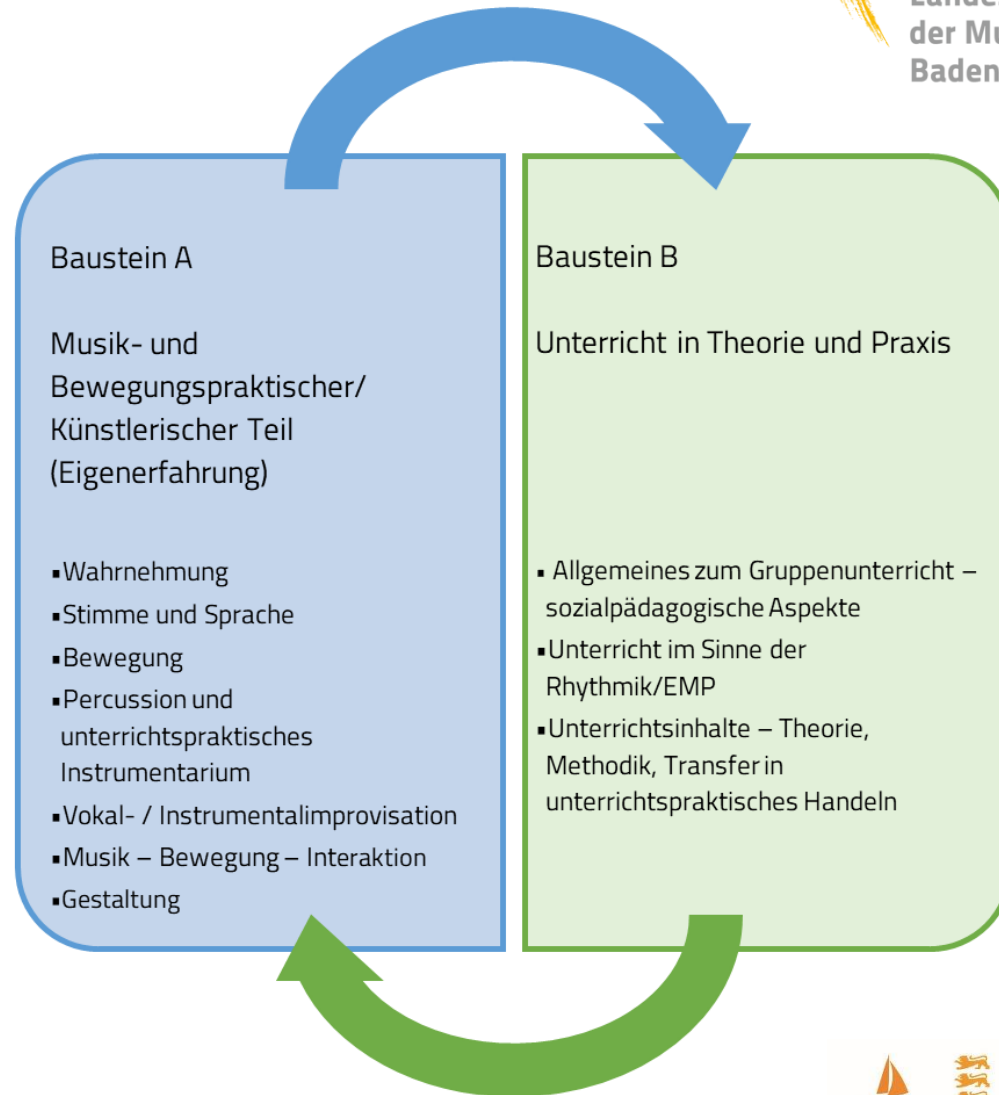 der
Baden
Baustein A
Musik- und
Bewegungspraktischer/
Künstlerischer Teil
(Eigenerfahrung)
▪Wahrnehmung
▪Stimme und Sprache
▪Bewegung
▪Percussion und
unterrichtspraktisches
Instrumentarium
▪Vokal- / Instrumentalimprovisation
▪Musik – Bewegung – Interaktion
▪Gestaltung
Baustein B
Unterricht in Theorie und Praxis
▪ Allgemeines zum Gruppenunterricht –
sozialpädagogische Aspekte
▪Unterricht im Sinne der
Rhythmik/EMP
▪Unterrichtsinhalte – Theorie,
Methodik, Transfer in
unterrichtspraktisches Handeln